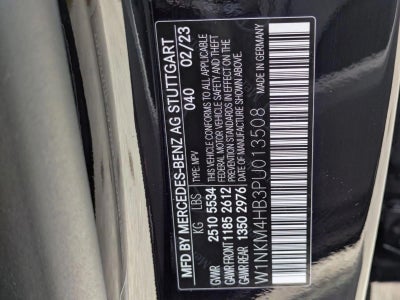 MFD BY MERCEDES-BENZ AG STUTTGART
040 02/23
KG LBS TYPE: MPV
GVWR 2510 5534 THIS VEHICLE CONFORMS TO ALL APPLICABLE
FEDERAL MOTOR VEHICLE SAFETY, BUMPER, AND THEFT
GAWR 1185 2612 PREVENTION STANDARDS IN EFFECT ON THE DATE OF
GAWR 1350 2976 MANUFACTURE SHOWN ABOVE.
W1NKM4HB3PU013508 MADE IN GERMANY